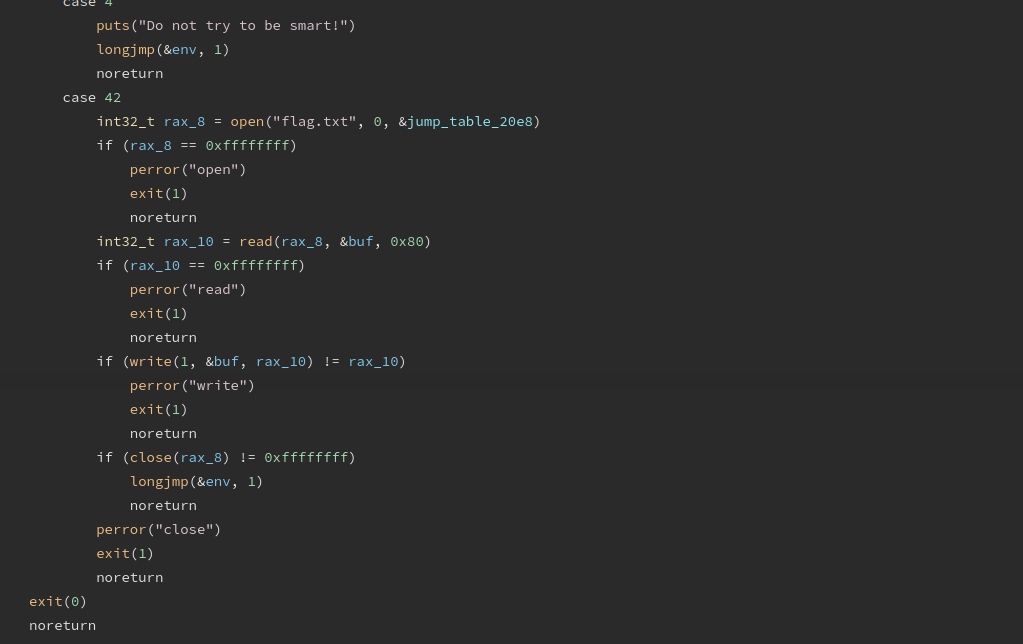 case 4
puts("Do not try to be smart!")
longjmp(&env, 1)
noreturn
case 42
int32_t rax_8 = open("flag.txt", 0, &jump_table_20e8)
if (rax_8 == 0xffffffff)
perror("open")
exit(1)
noreturn
int32_t rax_10 = read(rax_8, &buf, 0x80)
if (rax_10 == 0xffffffff)
perror("read")
exit(1)
noreturn
if (write(1, &buf, rax_10) != rax_10)
perror("write")
exit(1)
noreturn
if (close(rax_8) != 0xffffffff)
longjmp(&env, 1)
noreturn
perror("close")
exit(1)
noreturn
exit(0)
noreturn